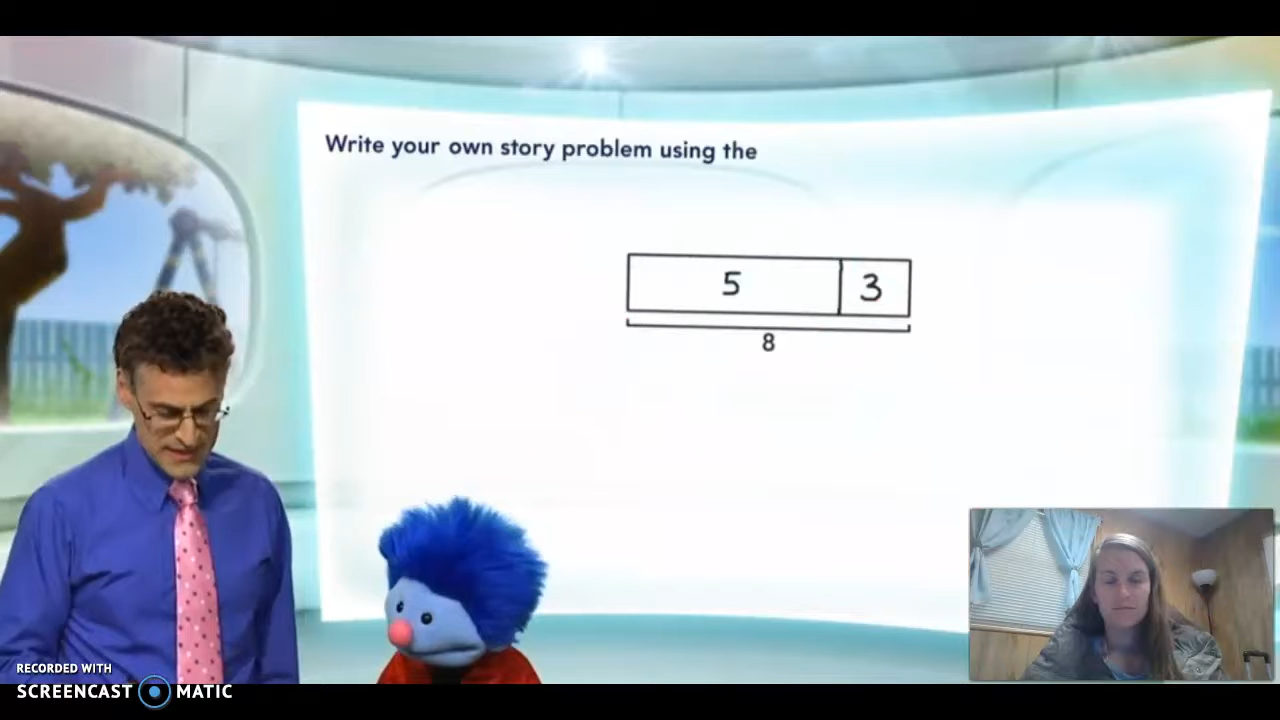 Write your own story problem using the
5 3
8
RECORDED WITH
SCREENCAST MATIC